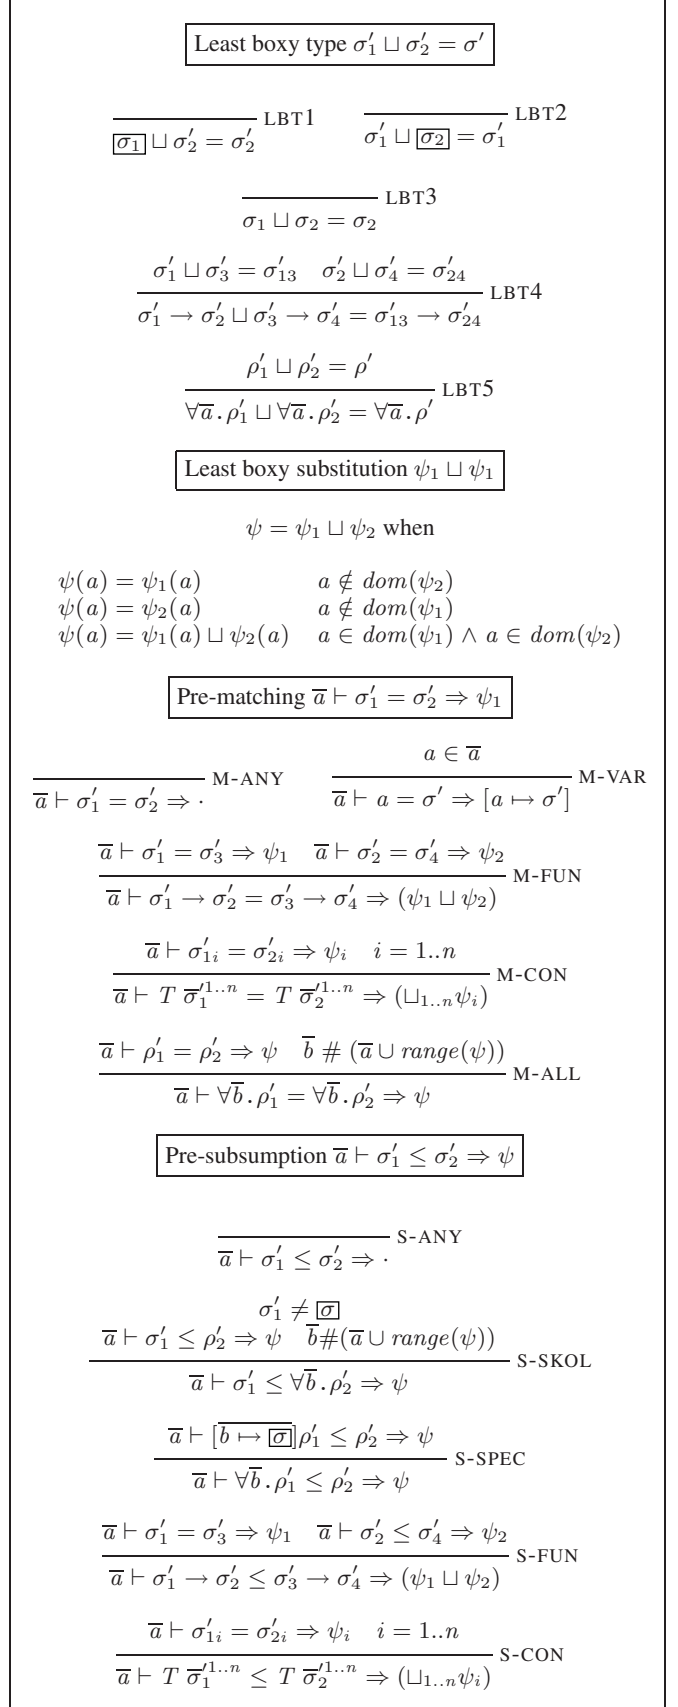 Least boxy type σ′₁ ⊔ σ′₂ = σ′
──────── LBT1 ──────── LBT2
[σ₁] ⊔ σ′₂ = σ′₂ σ′₁ ⊔ [σ₂] = σ′₁
──────── LBT3
σ₁ ⊔ σ₂ = σ₂
σ′₁ ⊔ σ′₃ = σ′₁₃ σ′₂ ⊔ σ′₄ = σ′₂₄
──────── LBT4
σ′₁ → σ′₂ ⊔ σ′₃ → σ′₄ = σ′₁₃ → σ′₂₄
ρ′₁ ⊔ ρ′₂ = ρ′
──────── LBT5
∀a̅.ρ′₁ ⊔ ∀a̅.ρ′₂ = ∀a̅.ρ′
Least boxy substitution ψ₁ ⊔ ψ₁
ψ = ψ₁ ⊔ ψ₂ when
ψ(a) = ψ₁(a) a ∉ dom(ψ₂)
ψ(a) = ψ₂(a) a ∉ dom(ψ₁)
ψ(a) = ψ₁(a) ⊔ ψ₂(a) a ∈ dom(ψ₁) ∧ a ∈ dom(ψ₂)
Pre-matching a̅ ⊢ σ′₁ = σ′₂ ⇒ ψ₁
a ∈ a̅
──────── M-ANY ──────── M-VAR
a̅ ⊢ σ′₁ = σ′₂ ⇒ · a̅ ⊢ a = σ′ ⇒ [a ↦ σ′]
a̅ ⊢ σ′₁ = σ′₃ ⇒ ψ₁ a̅ ⊢ σ′₂ = σ′₄ ⇒ ψ₂
──────── M-FUN
a̅ ⊢ σ′₁ → σ′₂ = σ′₃ → σ′₄ ⇒ (ψ₁ ⊔ ψ₂)
a̅ ⊢ σ′₁ᵢ = σ′₂ᵢ ⇒ ψᵢ i = 1..n
──────── M-CON
a̅ ⊢ T σ̅′₁^{1..n} = T σ̅′₂^{1..n} ⇒ (⊔₁..ₙψᵢ)
a̅ ⊢ ρ′₁ = ρ′₂ ⇒ ψ b̅ # (a̅ ∪ range(ψ))
──────── M-ALL
a̅ ⊢ ∀b̅.ρ′₁ = ∀b̅.ρ′₂ ⇒ ψ
Pre-subsumption a̅ ⊢ σ′₁ ≤ σ′₂ ⇒ ψ
──────── S-ANY
a̅ ⊢ σ′₁ ≤ σ′₂ ⇒ ·
σ′₁ ≠ [σ]
a̅ ⊢ σ′₁ ≤ ρ′₂ ⇒ ψ b̅#(a̅ ∪ range(ψ))
──────── S-SKOL
a̅ ⊢ σ′₁ ≤ ∀b̅.ρ′₂ ⇒ ψ
a̅ ⊢ [\overline{b ↦ [σ]}]ρ′₁ ≤ ρ′₂ ⇒ ψ
──────── S-SPEC
a̅ ⊢ ∀b̅.ρ′₁ ≤ ρ′₂ ⇒ ψ
a̅ ⊢ σ′₁ = σ′₃ ⇒ ψ₁ a̅ ⊢ σ′₂ ≤ σ′₄ ⇒ ψ₂
──────── S-FUN
a̅ ⊢ σ′₁ → σ′₂ ≤ σ′₃ → σ′₄ ⇒ (ψ₁ ⊔ ψ₂)
a̅ ⊢ σ′₁ᵢ = σ′₂ᵢ ⇒ ψᵢ i = 1..n
──────── S-CON
a̅ ⊢ T σ̅′₁^{1..n} ≤ T σ̅′₂^{1..n} ⇒ (⊔₁..ₙψᵢ)